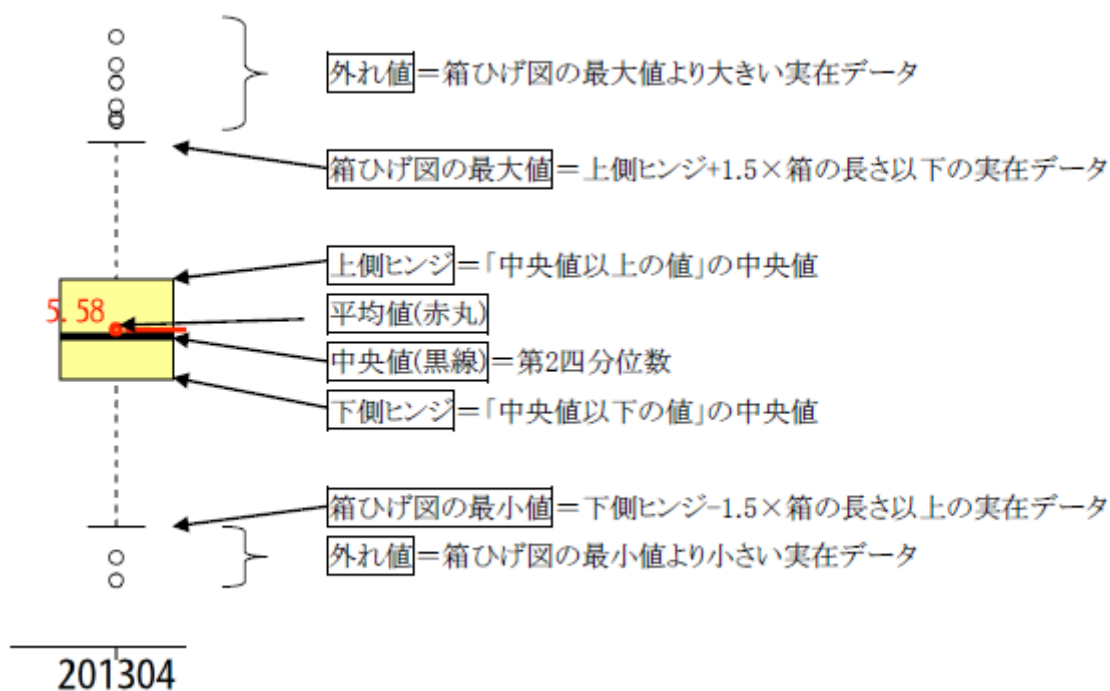 外れ値=箱ひげ図の最大値より大きい実在データ
箱ひげ図の最大値=上側ヒンジ+1.5×箱の長さ以下の実在データ
上側ヒンジ=「中央値以上の値」の中央値
5.58
平均値(赤丸)
中央値(黒線)=第2四分位数
下側ヒンジ=「中央値以下の値」の中央値
箱ひげ図の最小値=下側ヒンジ-1.5×箱の長さ以上の実在データ
外れ値=箱ひげ図の最小値より小さい実在データ
201304